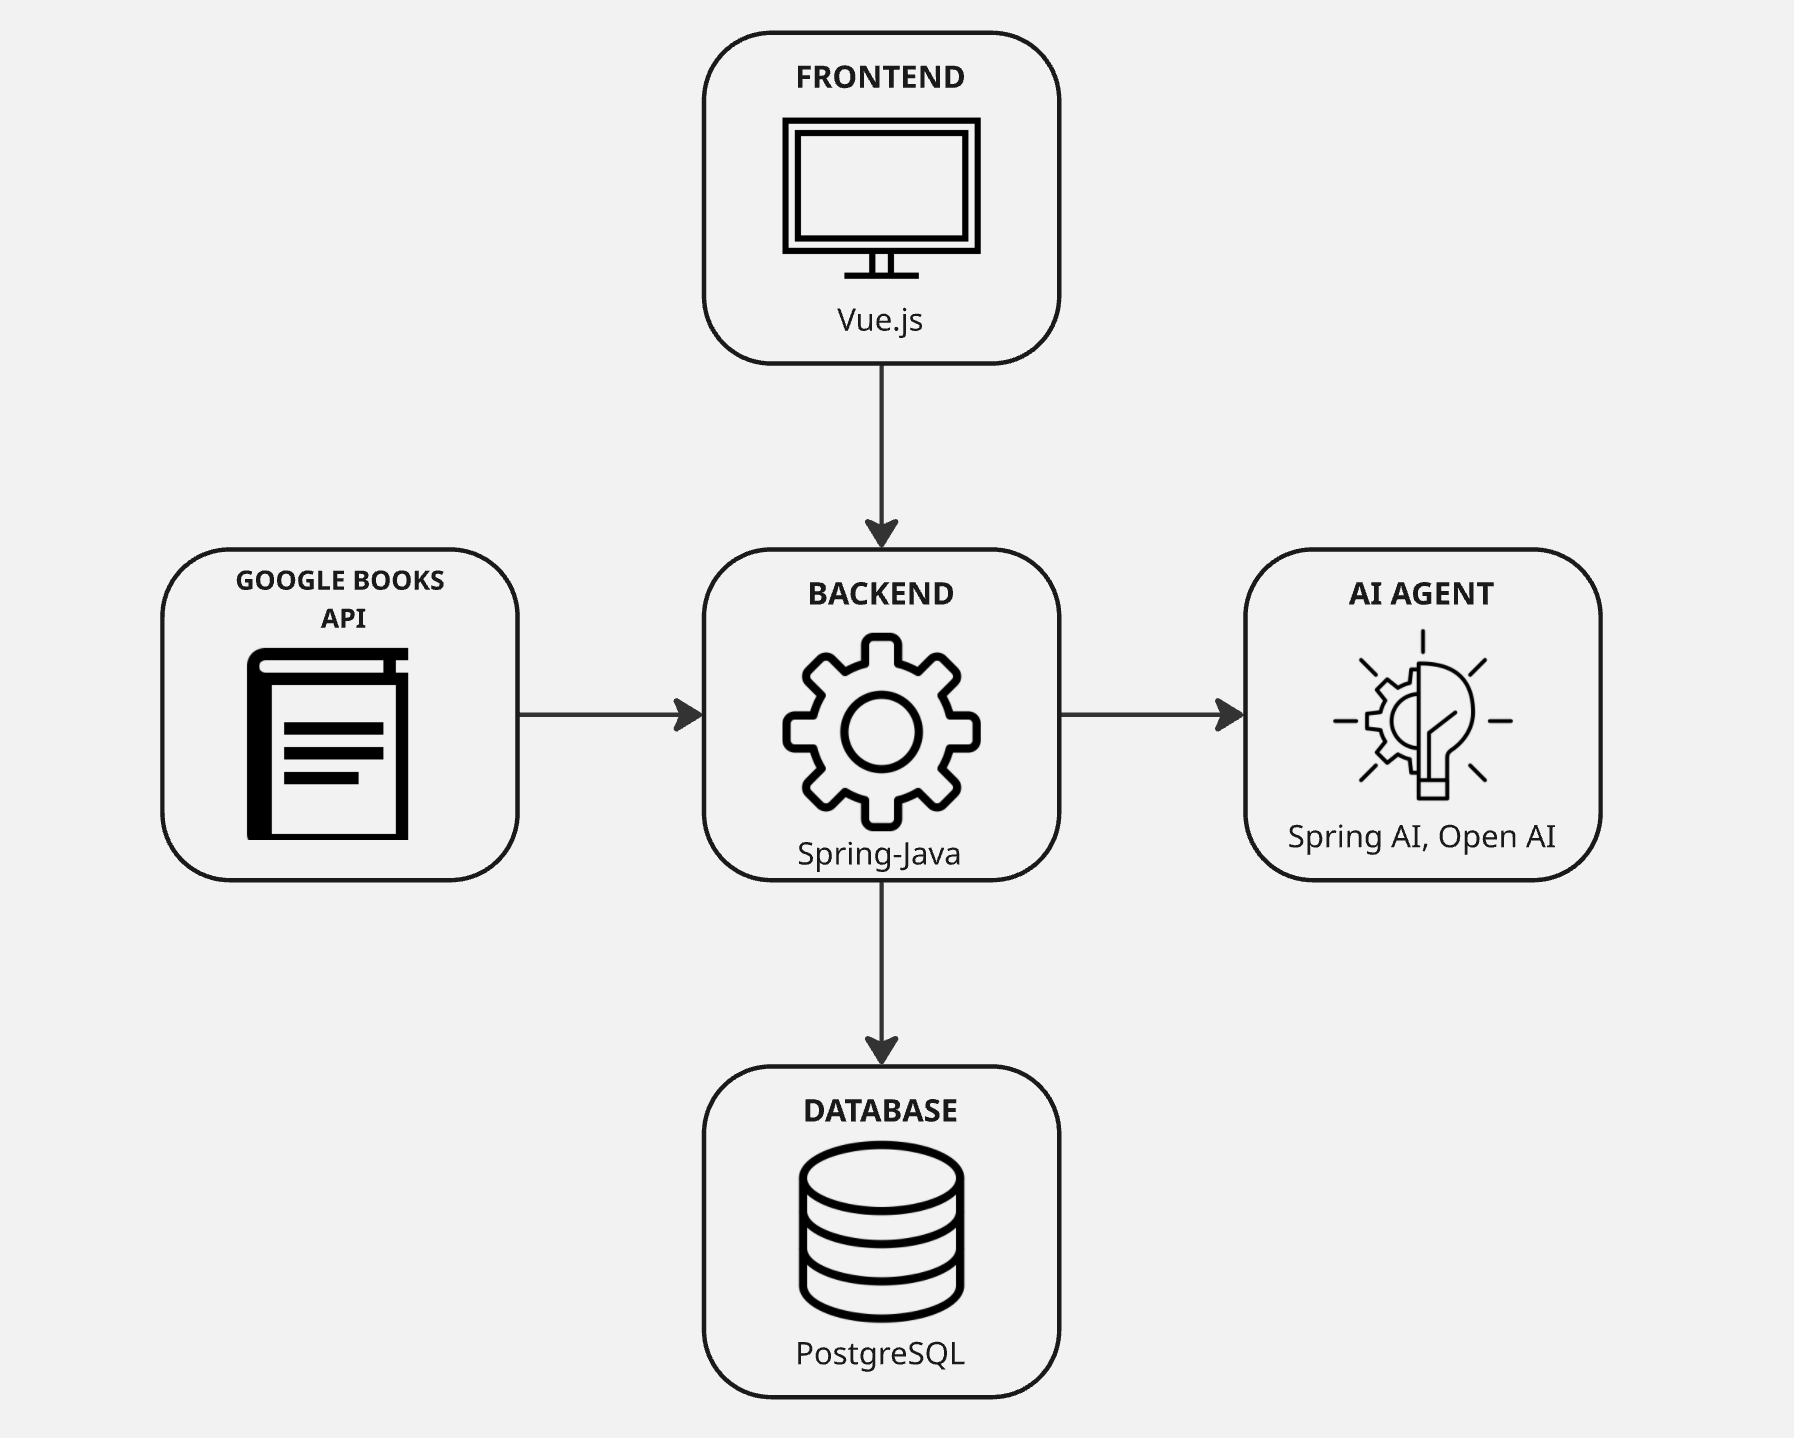 FRONTEND
Vue.js
GOOGLE BOOKS
API
BACKEND
Spring-Java
AI AGENT
Spring AI, Open AI
DATABASE
PostgreSQL